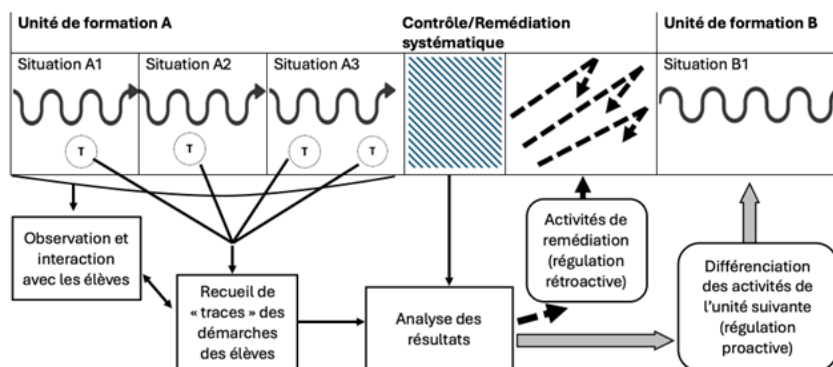 Unité de formation A
Contrôle/Remédiation
systématique
Unité de formation B
Situation A1
Situation A2
Situation A3
Situation B1
T
T
T
T
Observation et
interaction
avec les élèves
Recueil de
« traces » des
démarches
des élèves
Analyse des
résultats
Activités de
remédiation
(régulation
rétroactive)
Différenciation
des activités de
l’unité suivante
(régulation
proactive)